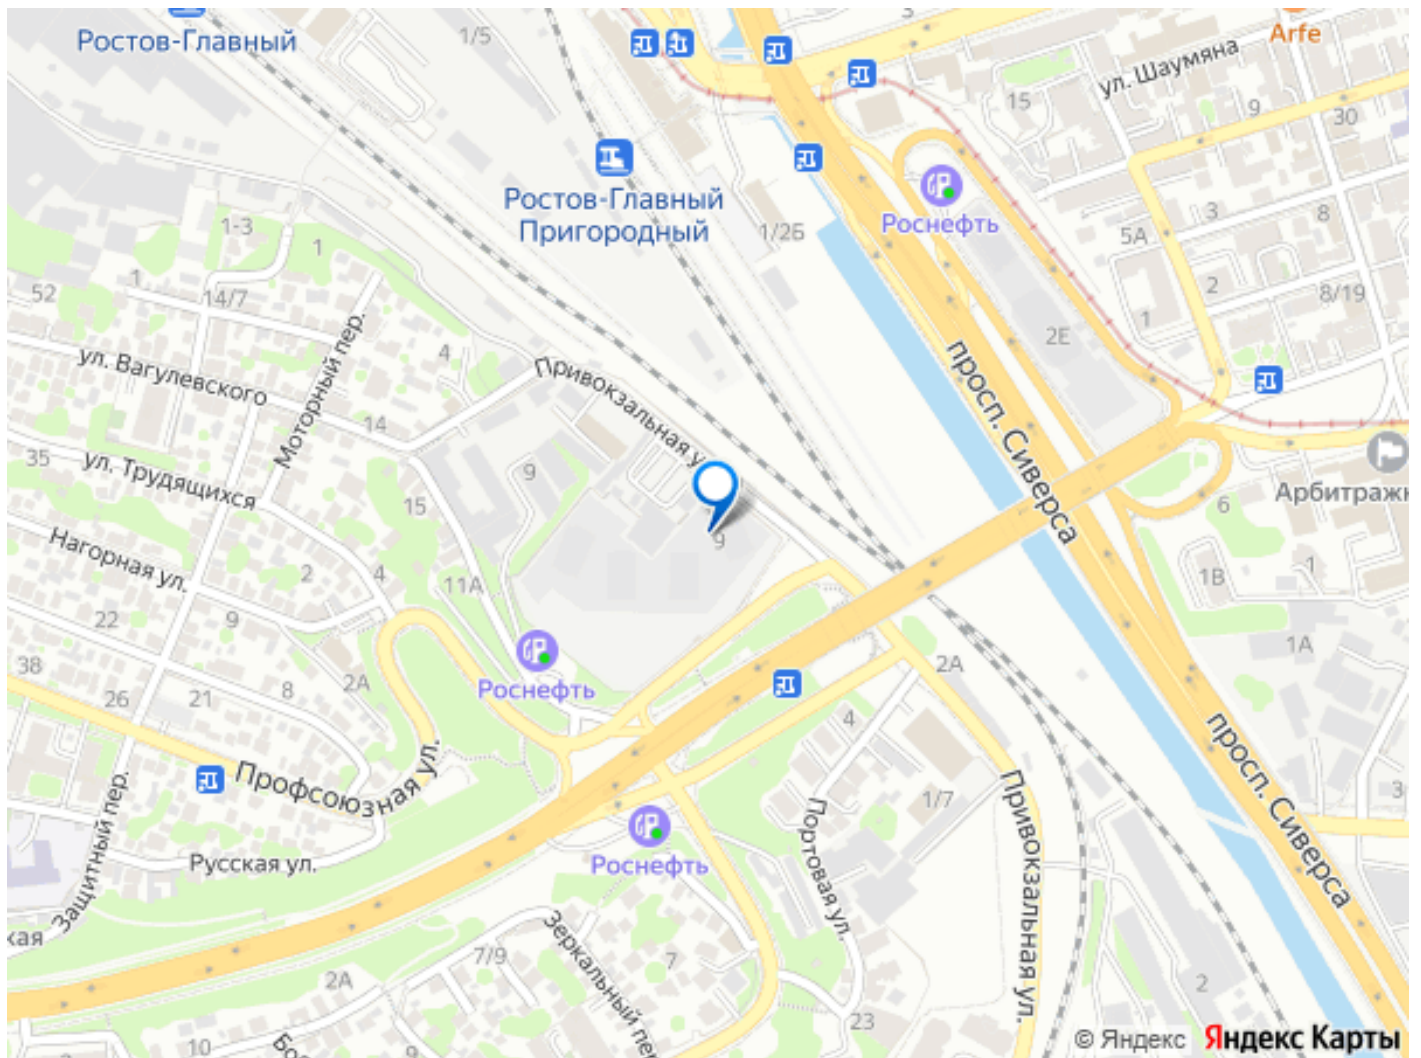 Ростов-Главный
1/5
3
Arfe
ул. Шаумяна
15
9
30
Ростов-Главный
Пригородный
1/2Б
Роснефть
3
8
5А
1-3
1
1
52
14/7
2
8/19
1
2Е
4
ул. Вагулевского
Моторный пер.
14
Привокзальная у
просп. Сиверса
35
ул. Трудящихся
9
15
Арбитражн
6
9
Нагорная ул.
2
4
11А
1В
1
22
9
1А
38
2А
8
21
26
Роснефть
2А
4
просп. Сиверса
Профсоюзная ул.
1/7
Привокзальная ул.
3
Защитный пер.
Русская ул.
Роснефть
Портовая ул.
кая
7/9
Зеркальный пер
7
2А
2
23
10
Бо
© Яндекс Яндекс Карты